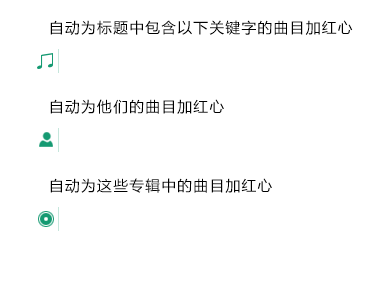 自动为标题中包含以下关键字的曲目加红心
自动为他们的曲目加红心
自动为这些专辑中的曲目加红心